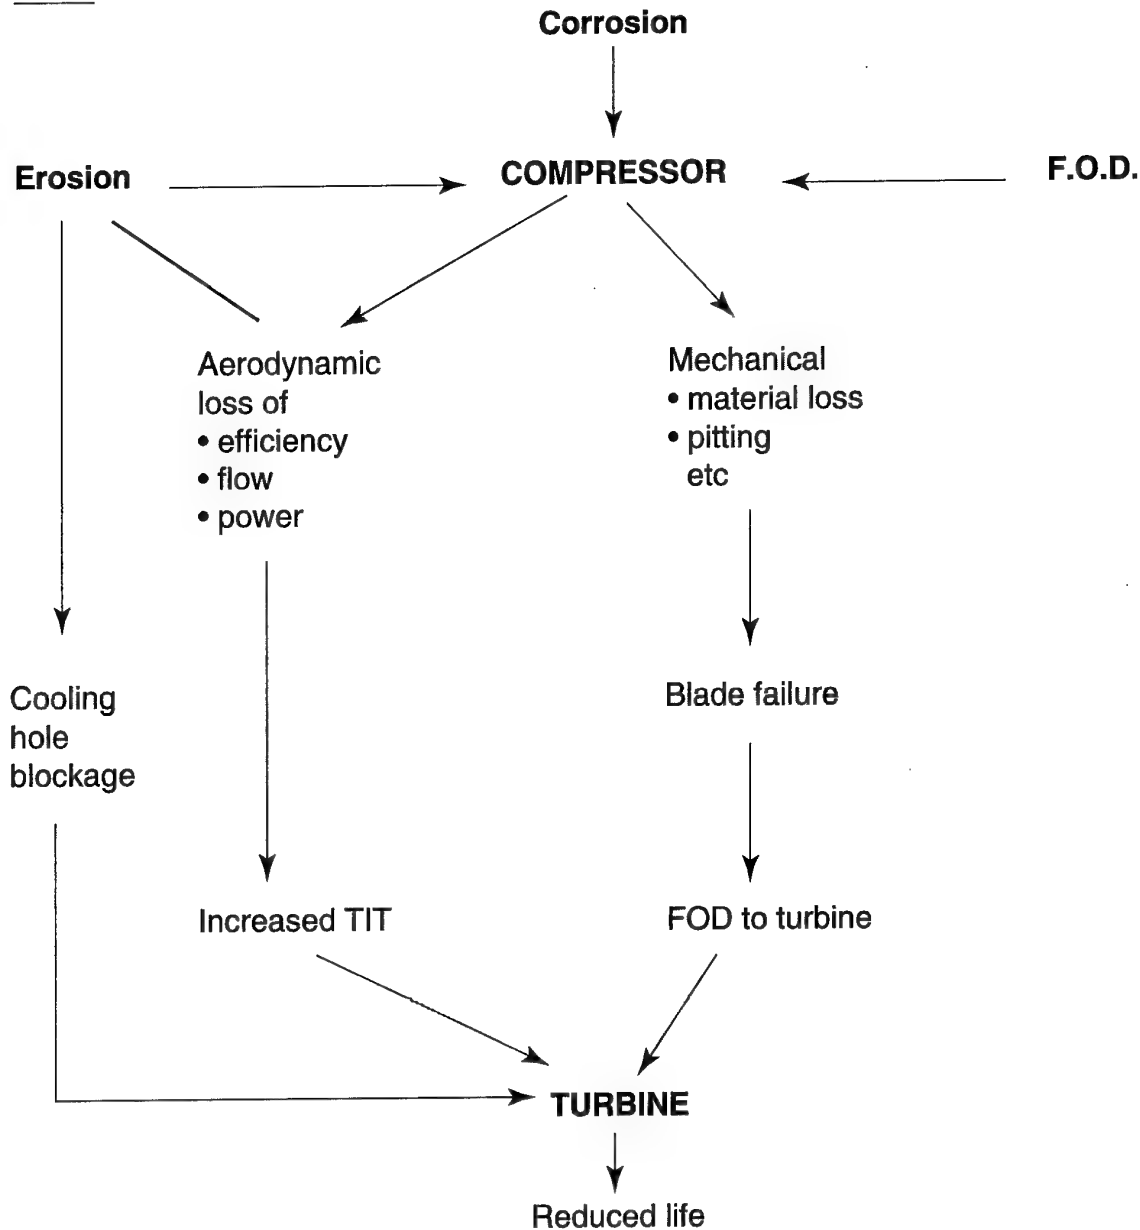 Corrosion
Erosion
COMPRESSOR
F.O.D.
Aerodynamic
loss of
• efficiency
• flow
• power
Mechanical
• material loss
• pitting
etc
Cooling
hole
blockage
Blade failure
Increased TIT
FOD to turbine
TURBINE
Reduced life